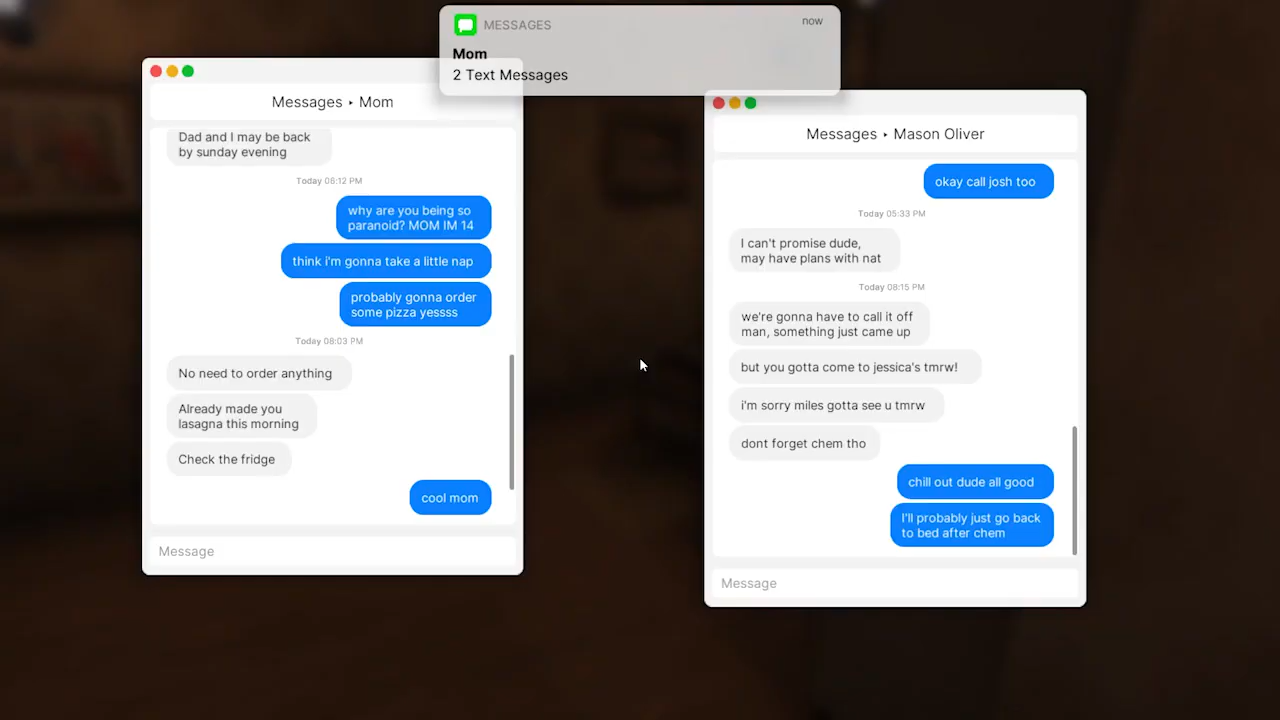 MESSAGES
now
Mom
2 Text Messages
Messages ‣ Mom
Dad and I may be back
by sunday evening
Today 06:12 PM
why are you being so
paranoid? MOM IM 14
think i'm gonna take a little nap
probably gonna order
some pizza yessss
Today 08:03 PM
No need to order anything
Already made you
lasagna this morning
Check the fridge
cool mom
Message
Messages ‣ Mason Oliver
okay call josh too
Today 05:33 PM
I can't promise dude,
may have plans with nat
Today 08:15 PM
we're gonna have to call it off
man, something just came up
but you gotta come to jessica's tmrw!
i'm sorry miles gotta see u tmrw
dont forget chem tho
chill out dude all good
I'll probably just go back
to bed after chem
Message